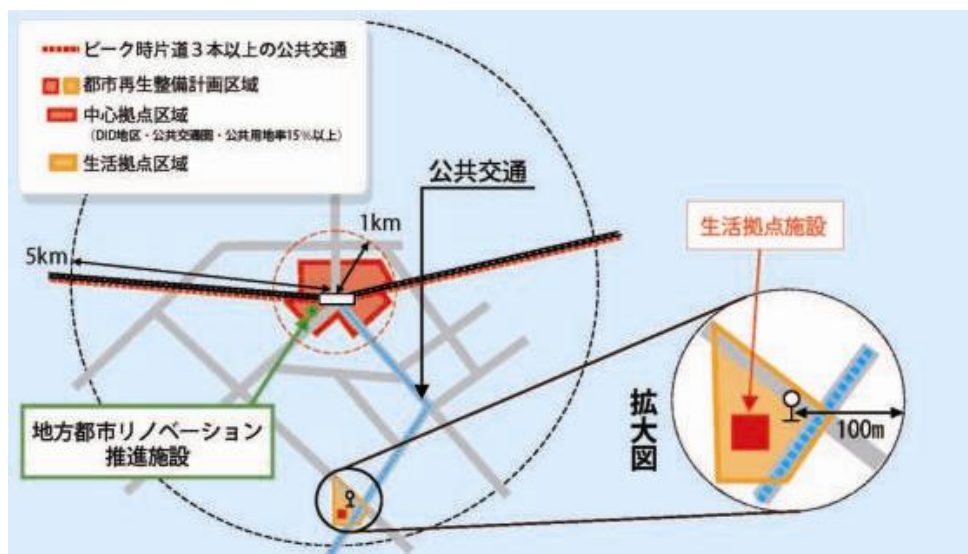 ピーク時片道3本以上の公共交通
都市再生整備計画区域
中心拠点区域
(DID地区・公共交通圏・公共用地率15%以上)
生活拠点区域
公共交通
1km
5km
生活拠点施設
地方都市リノベーション
推進施設
拡大図
100m